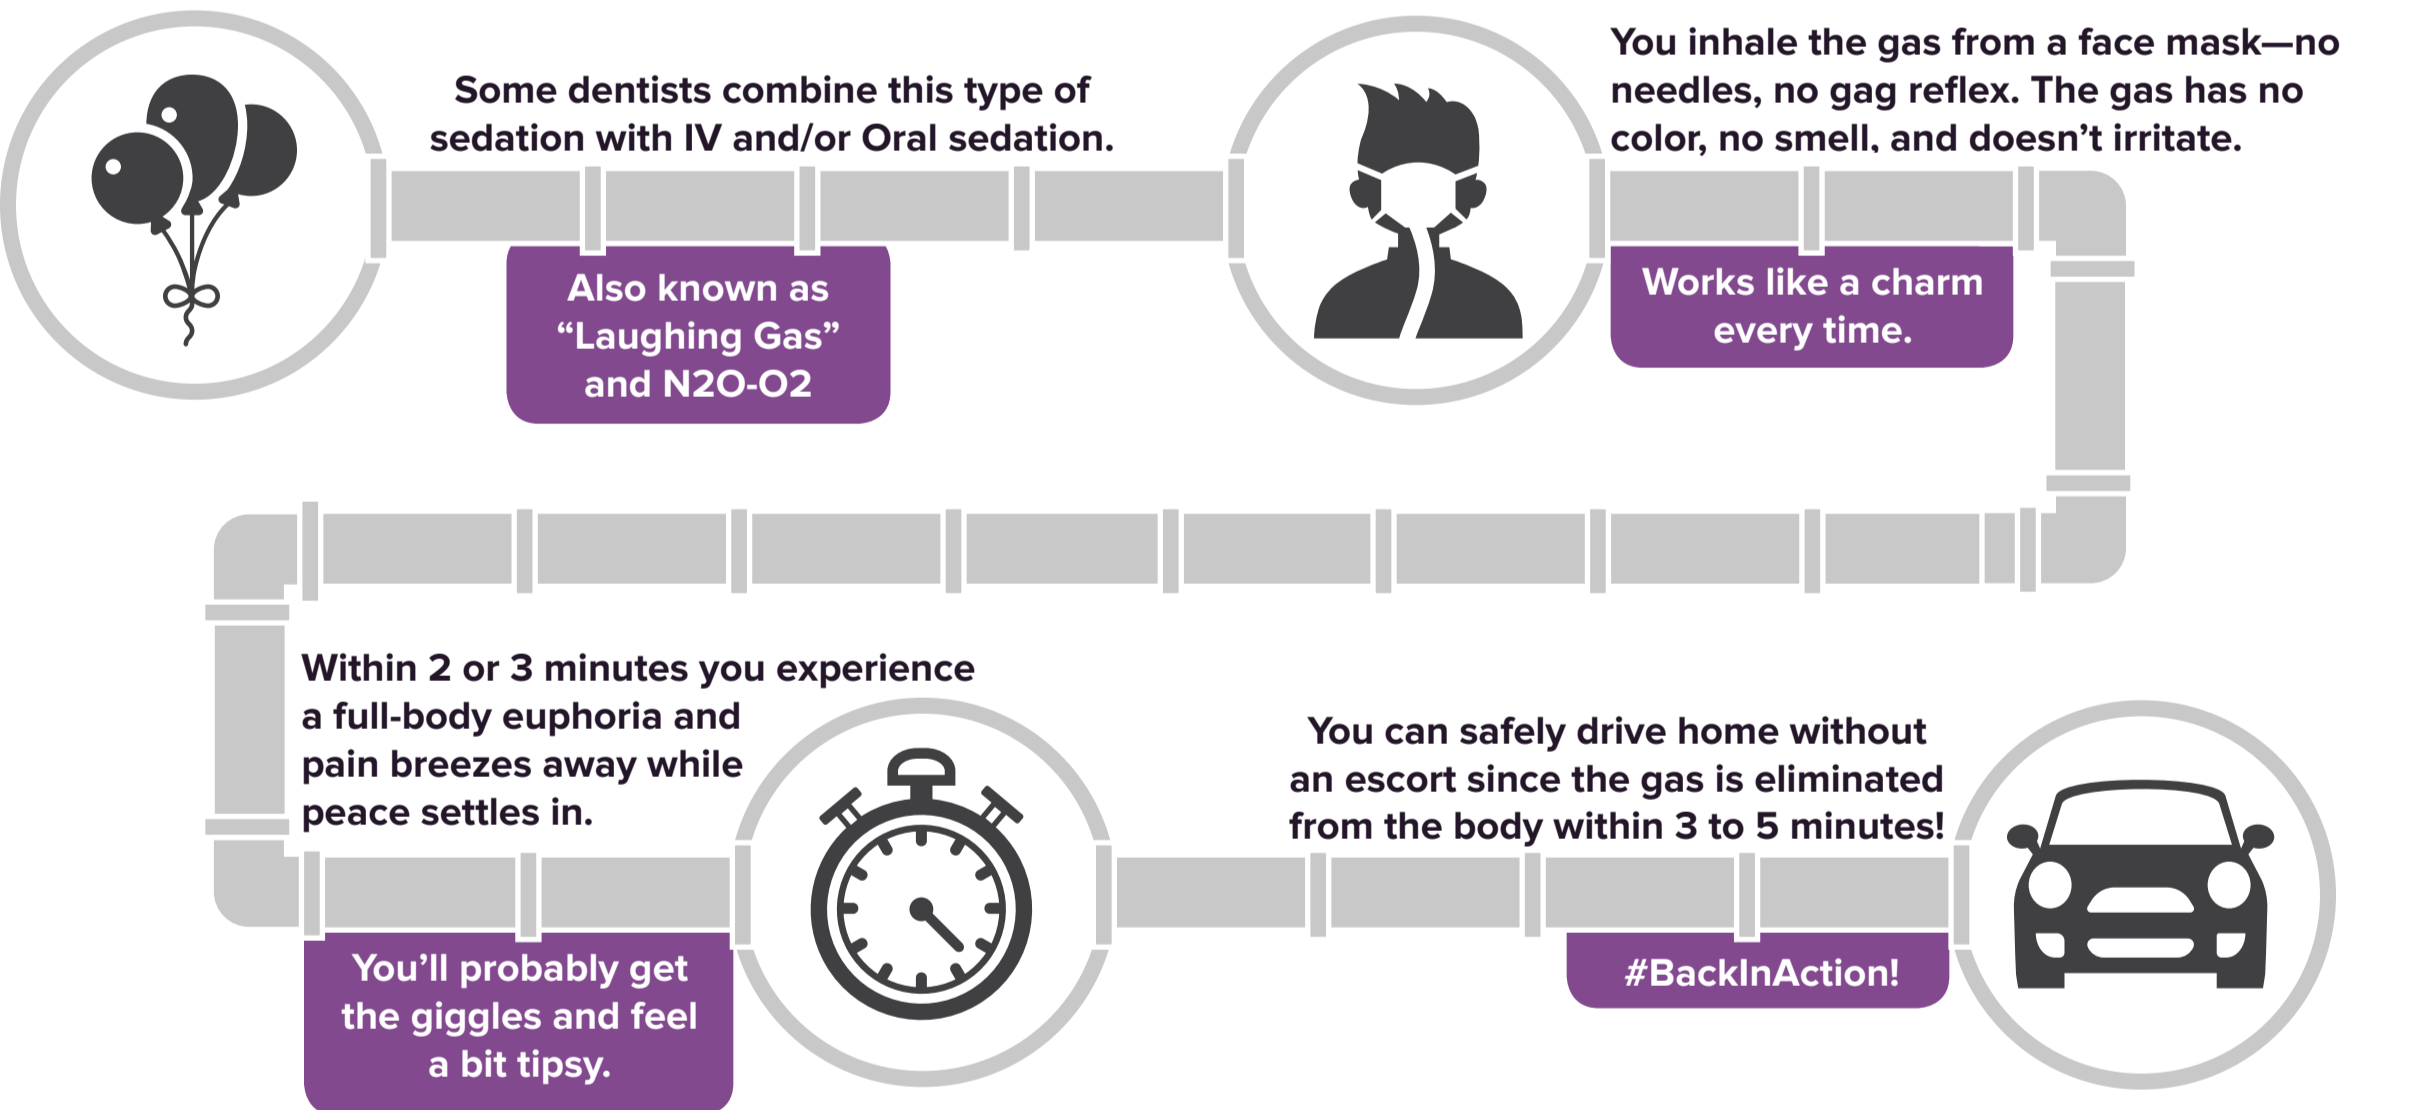 Some dentists combine this type of
sedation with IV and/or Oral sedation.
Also known as
“Laughing Gas”
and N2O-O2
You inhale the gas from a face mask—no
needles, no gag reflex. The gas has no
color, no smell, and doesn’t irritate.
Works like a charm
every time.
Within 2 or 3 minutes you experience
a full-body euphoria and
pain breezes away while
peace settles in.
You’ll probably get
the giggles and feel
a bit tipsy.
You can safely drive home without
an escort since the gas is eliminated
from the body within 3 to 5 minutes!
#BackInAction!